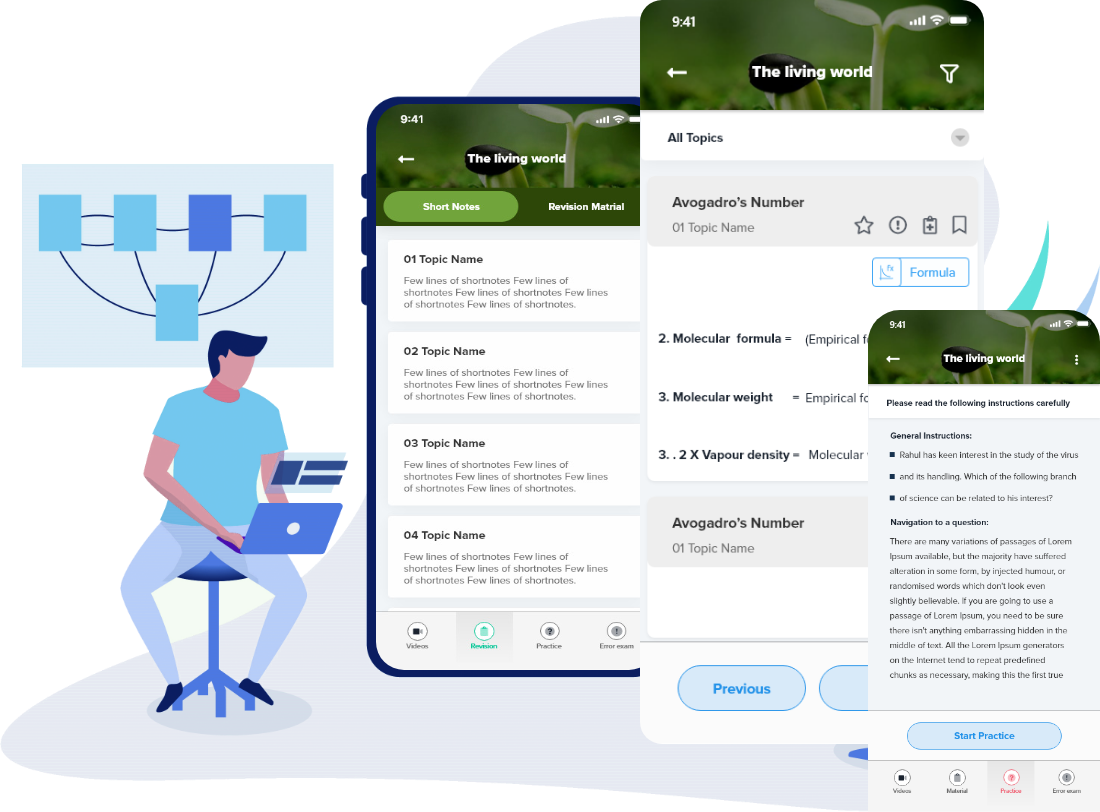 9:41
The living world
Short Notes
Revision Matrial
01 Topic Name
Few lines of shortnotes Few lines of
shortnotes Few lines of shortnotes Few lines
of shortnotes Few lines of shortnotes.
02 Topic Name
Few lines of shortnotes Few lines of
shortnotes Few lines of shortnotes Few lines
of shortnotes Few lines of shortnotes.
03 Topic Name
Few lines of shortnotes Few lines of
shortnotes Few lines of shortnotes Few lines
of shortnotes Few lines of shortnotes.
04 Topic Name
Few lines of shortnotes Few lines of
shortnotes Few lines of shortnotes Few lines
of shortnotes Few lines of shortnotes.
Videos
Revision
Practice
Error exam
9:41
The living world
All Topics
Avogadro's Number
01 Topic Name
Fx
Formula
2. Molecular formula = (Empirical f
3. Molecular weight = Empirical fo
3. . 2 X Vapour density = Molecular
Avogadro's Number
01 Topic Name
Previous
9:41
The living world
Please read the following instructions carefully
General Instructions:
Rahul has keen interest in the study of the virus
and its handling. Which of the following branch
of science can be related to his interest?
Navigation to a question:
There are many variations of passages of Lorem
Ipsum available, but the majority have suffered
alteration in some form, by injected humour, or
randomised words which don't look even
slightly believable. If you are going to use a
passage of Lorem Ipsum, you need to be sure
there isn't anything embarrassing hidden in the
middle of text. All the Lorem Ipsum generators
on the Internet tend to repeat predefined
chunks as necessary, making this the first true
Start Practice
Videos
Material
Practice
Error exam